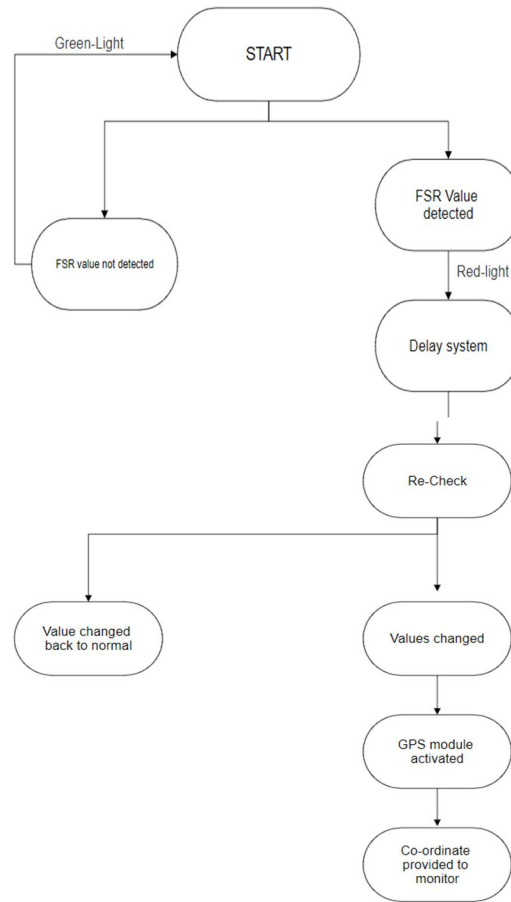 Green-Light
START
FSR Value
detected
FSR value not detected
Red-light
Delay system
Re-Check
Value changed
back to normal
Values changed
GPS module
activated
Co-ordinate
provided to
monitor